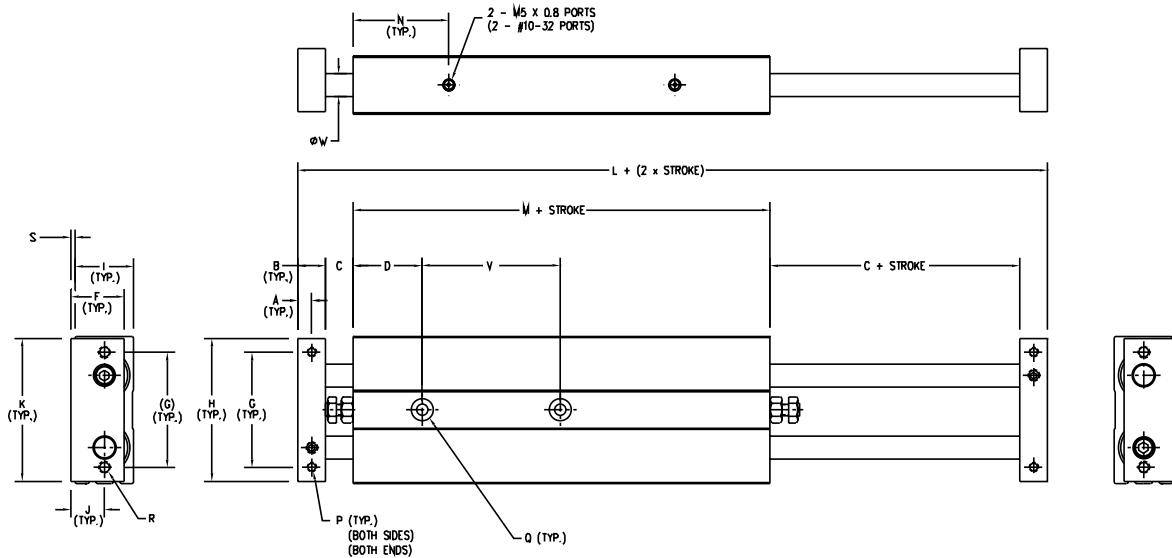 N
(TYP.)
2 - M5 X 0.8 PORTS
(2 - #10-32 PORTS)
ØW
L + (2 x STROKE)
M + STROKE
S
I
(TYP.)
F
(TYP.)
B
(TYP.)
C
D
V
C + STROKE
A
(TYP.)
K
(TYP.)
(G)
(TYP.)
H
(TYP.)
G
(TYP.)
J
(TYP.)
R
P (TYP.)
(BOTH SIDES)
(BOTH ENDS)
Q (TYP.)